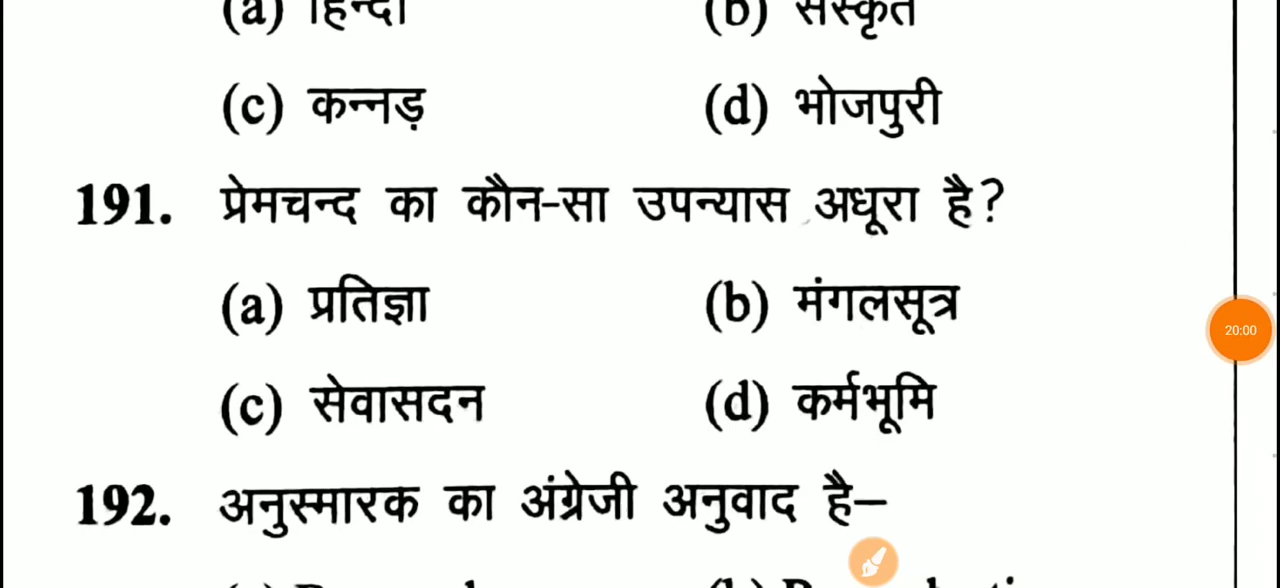 (a) हिन्दी (b) संस्कृत
(c) कन्नड़ (d) भोजपुरी
191. प्रेमचन्द का कौन-सा उपन्यास अधूरा है?
(a) प्रतिज्ञा (b) मंगलसूत्र
(c) सेवासदन (d) कर्मभूमि
20:00
192. अनुस्मारक का अंग्रेजी अनुवाद है–